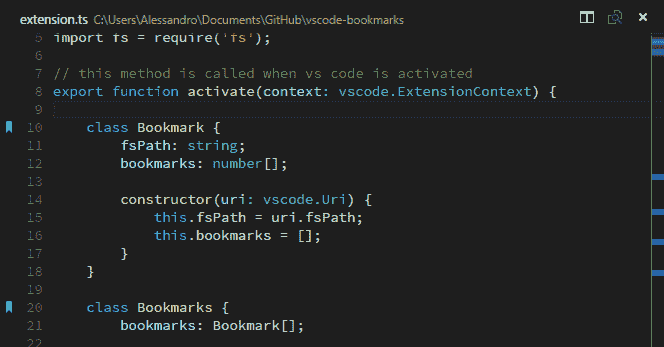 extension.ts C:\Users\Alessandro\Documents\GitHub\vscode-bookmarks
5 import fs = require('fs');
6
7 // this method is called when vs code is activated
8 export function activate(context: vscode.ExtensionContext) {
9
10     class Bookmark {
11         fsPath: string;
12         bookmarks: number[];
13
14         constructor(uri: vscode.Uri) {
15             this.fsPath = uri.fsPath;
16             this.bookmarks = [];
17         }
18     }
19
20     class Bookmarks {
21         bookmarks: Bookmark[];
22